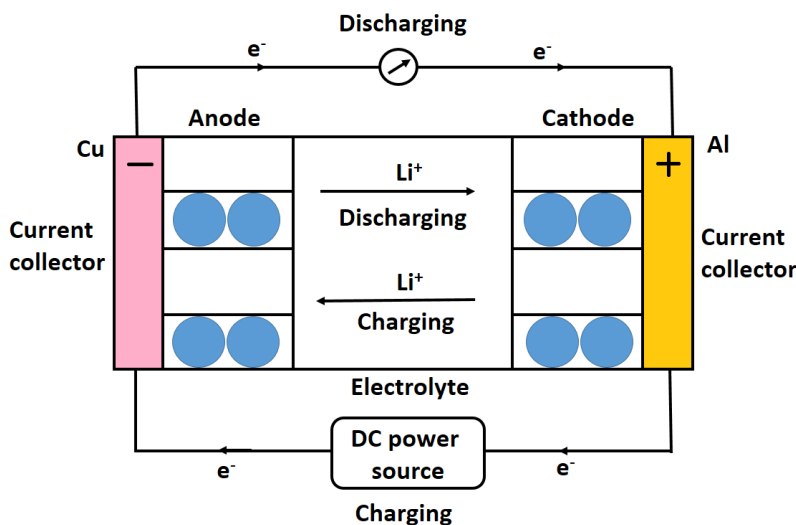 Discharging
e⁻
e⁻
Anode
Cathode
Cu
−
+
Al
Li⁺
Discharging
Current
collector
Current
collector
Li⁺
Charging
Electrolyte
DC power
source
e⁻
e⁻
Charging